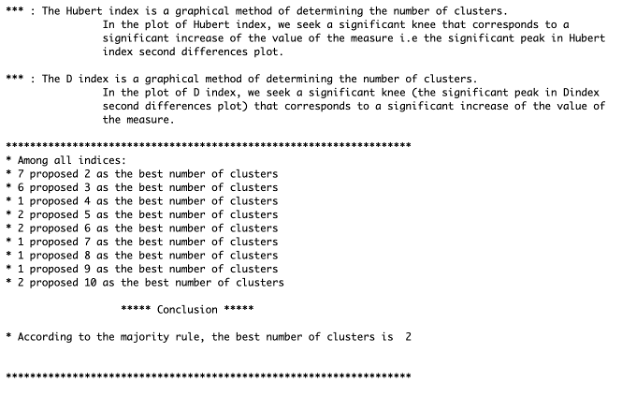 *** : The Hubert index is a graphical method of determining the number of clusters.
In the plot of Hubert index, we seek a significant knee that corresponds to a
significant increase of the value of the measure i.e the significant peak in Hubert
index second differences plot.
*** : The D index is a graphical method of determining the number of clusters.
In the plot of D index, we seek a significant knee (the significant peak in Dindex
second differences plot) that corresponds to a significant increase of the value of
the measure.
*******************************************************************
* Among all indices:
* 7 proposed 2 as the best number of clusters
* 6 proposed 3 as the best number of clusters
* 1 proposed 4 as the best number of clusters
* 2 proposed 5 as the best number of clusters
* 2 proposed 6 as the best number of clusters
* 1 proposed 7 as the best number of clusters
* 1 proposed 8 as the best number of clusters
* 1 proposed 9 as the best number of clusters
* 2 proposed 10 as the best number of clusters
***** Conclusion *****
* According to the majority rule, the best number of clusters is  2
*******************************************************************